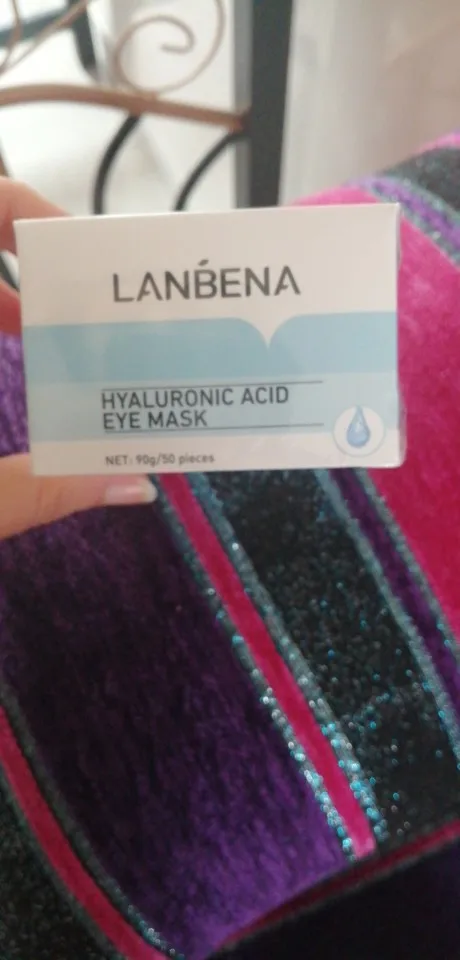 LANBENA
HYALURONIC ACID
EYE MASK
NET: 90g/50 pieces